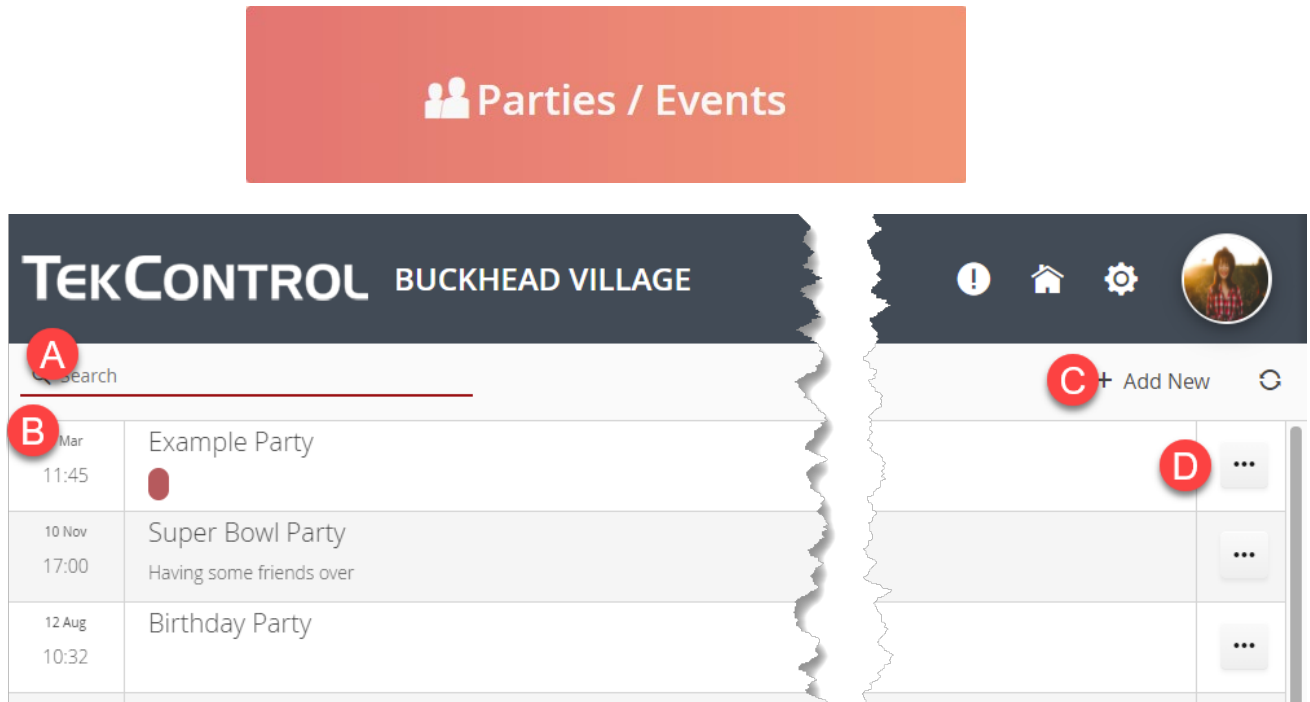 Parties / Events
TEKCONTROL BUCKHEAD VILLAGE
A
Search
C
+ Add New
B
Mar
11:45
Example Party
D
10 Nov
17:00
Super Bowl Party
Having some friends over
12 Aug
10:32
Birthday Party